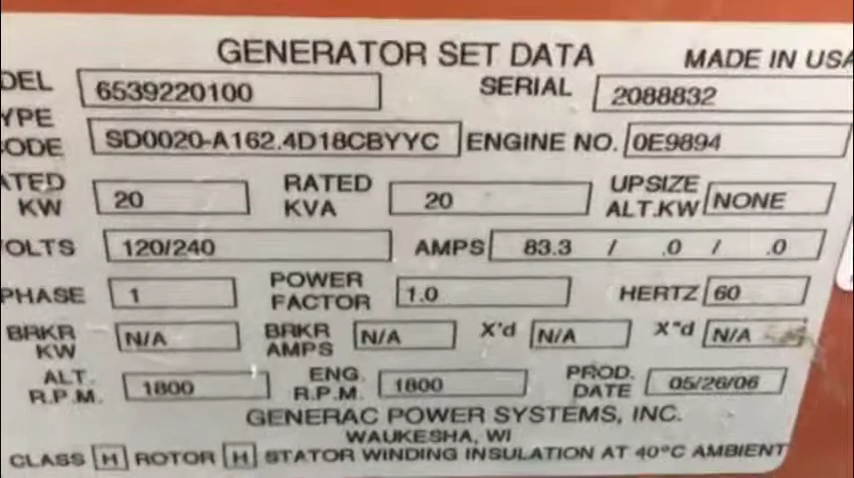 GENERATOR SET DATA MADE IN USA
DEL 6539220100 SERIAL 2088832
YPE
CODE SD0020-A162.4D18CBYYC ENGINE NO. 0E9894
ATED KW 20 RATED KVA 20 UPSIZE ALT.KW NONE
VOLTS 120/240 AMPS 83.3 / .0 / .0
PHASE 1 POWER FACTOR 1.0 HERTZ 60
BRKR KW N/A BRKR AMPS N/A X'd N/A X"d N/A
ALT. R.P.M. 1800 ENG. R.P.M. 1800 PROD. DATE 05/26/06
GENERAC POWER SYSTEMS, INC.
WAUKESHA, WI
CLASS H ROTOR H STATOR WINDING INSULATION AT 40°C AMBIENT